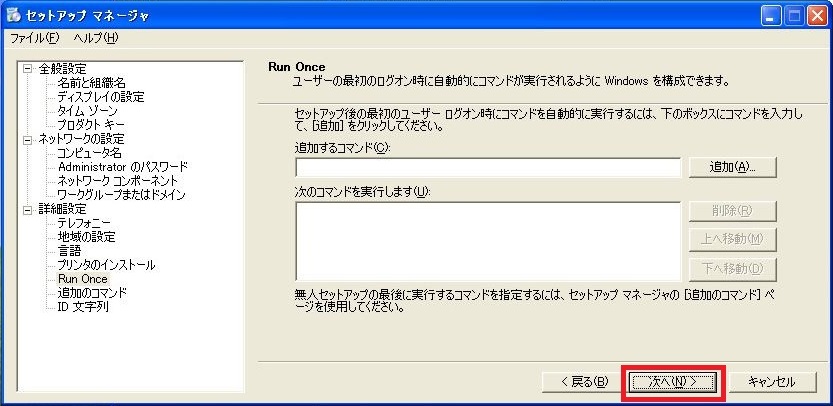 セットアップ マネージャ
ファイル(F) ヘルプ(H)
全般設定
名前と組織名
ディスプレイの設定
タイム ゾーン
プロダクト キー
ネットワークの設定
コンピュータ名
Administrator のパスワード
ネットワーク コンポーネント
ワークグループまたはドメイン
詳細設定
テレフォニー
地域の設定
言語
プリンタのインストール
Run Once
追加のコマンド
ID 文字列
Run Once
ユーザーの最初のログオン時に自動的にコマンドが実行されるように Windows を構成できます。
セットアップ後の最初のユーザー ログオン時にコマンドを自動的に実行するには、下のボックスにコマンドを入力し
て、[追加] をクリックしてください。
追加するコマンド(C):
追加(A)...
次のコマンドを実行します(U):
削除(R)
上へ移動(M)
下へ移動(D)
無人セットアップの最後に実行するコマンドを指定するには、セットアップ マネージャの [追加のコマンド] ペ
ージを使用してください。
< 戻る(B) 次へ(N) > キャンセル